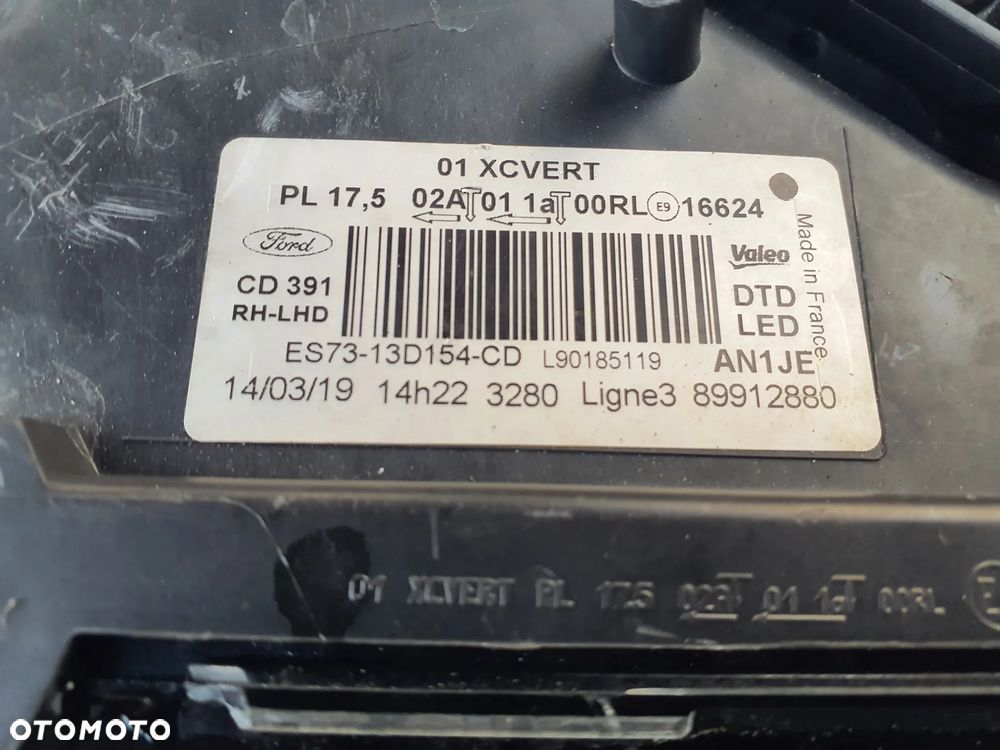 01 XCVERT
PL 17,5 02A 01 1a 00RL E9 16624
Ford
CD 391
RH-LHD
Valeo
DTD
LED
Made in France
ES73-13D154-CD L90185119 AN1JE
14/03/19 14h22 3280 Ligne3 89912880
01 XCVERT PL 17,5 02A 01 1a 00RL
OTOMOTO